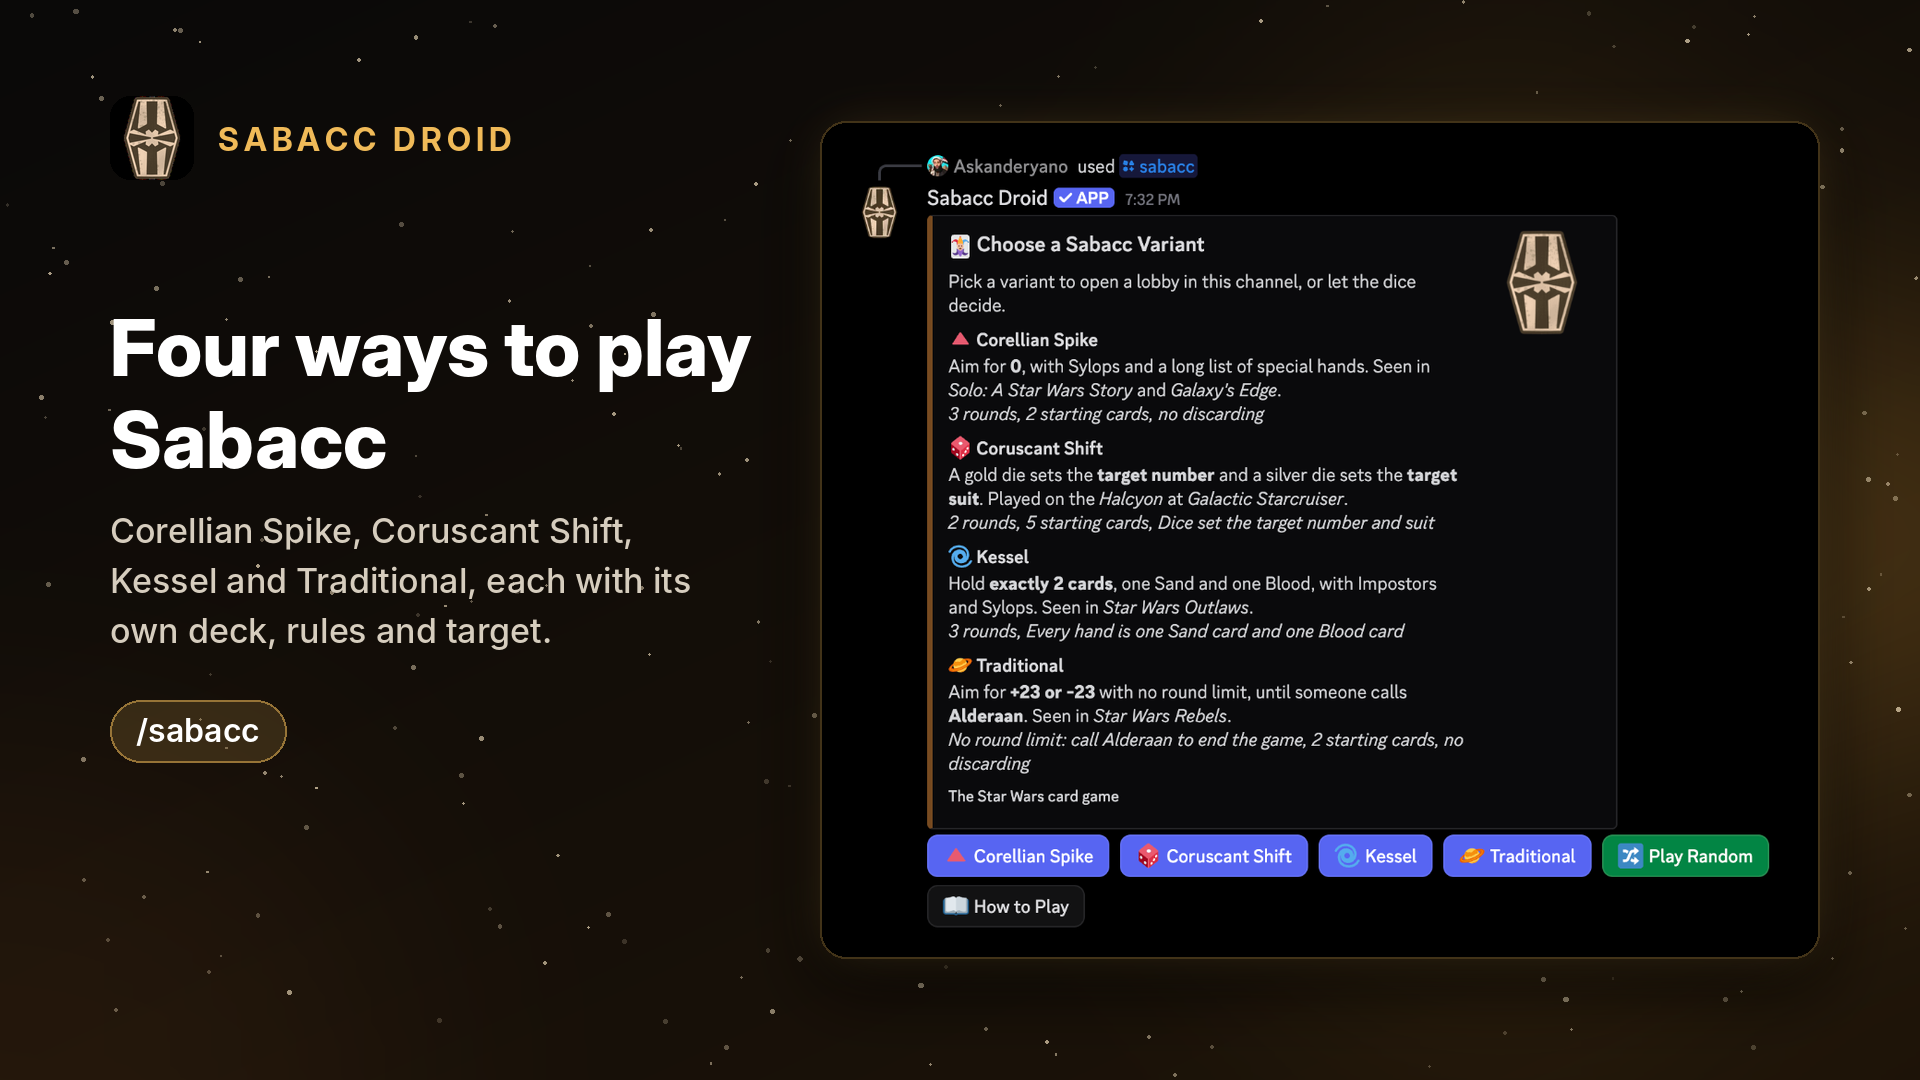 SABACC DROID
Four ways to play
Sabacc
Corellian Spike, Coruscant Shift,
Kessel and Traditional, each with its
own deck, rules and target.
/sabacc
Askanderyano used sabacc
Sabacc Droid APP 7:32 PM
Choose a Sabacc Variant
Pick a variant to open a lobby in this channel, or let the dice
decide.
Corellian Spike
Aim for 0, with Sylops and a long list of special hands. Seen in
Solo: A Star Wars Story and Galaxy's Edge.
3 rounds, 2 starting cards, no discarding
Coruscant Shift
A gold die sets the target number and a silver die sets the target
suit. Played on the Halcyon at Galactic Starcruiser.
2 rounds, 5 starting cards, Dice set the target number and suit
Kessel
Hold exactly 2 cards, one Sand and one Blood, with Impostors
and Sylops. Seen in Star Wars Outlaws.
3 rounds, Every hand is one Sand card and one Blood card
Traditional
Aim for +23 or -23 with no round limit, until someone calls
Alderaan. Seen in Star Wars Rebels.
No round limit: call Alderaan to end the game, 2 starting cards, no
discarding
The Star Wars card game
Corellian Spike Coruscant Shift Kessel Traditional Play Random
How to Play